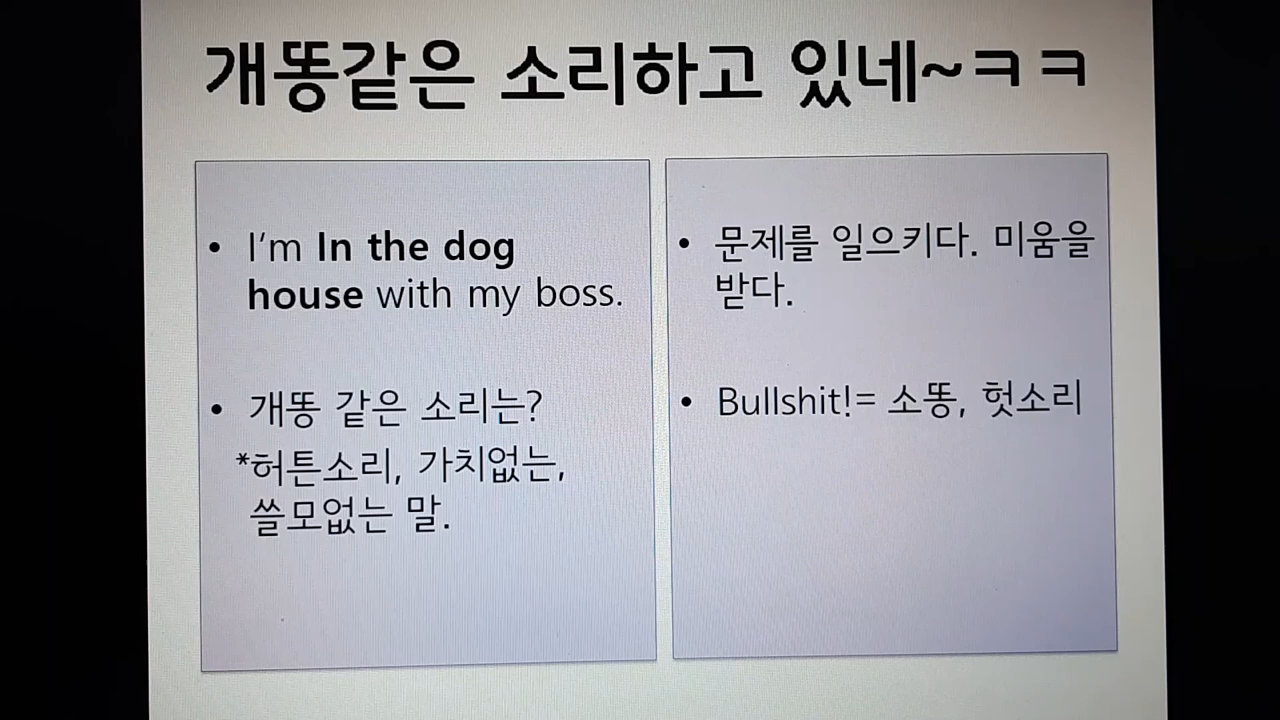 개똥같은 소리하고 있네~ㅋㅋ
• I'm In the dog
house with my boss.
• 개똥 같은 소리는?
*허튼소리, 가치없는,
쓸모없는 말.
• 문제를 일으키다. 미움을
받다.
• Bullshit!= 소똥, 헛소리